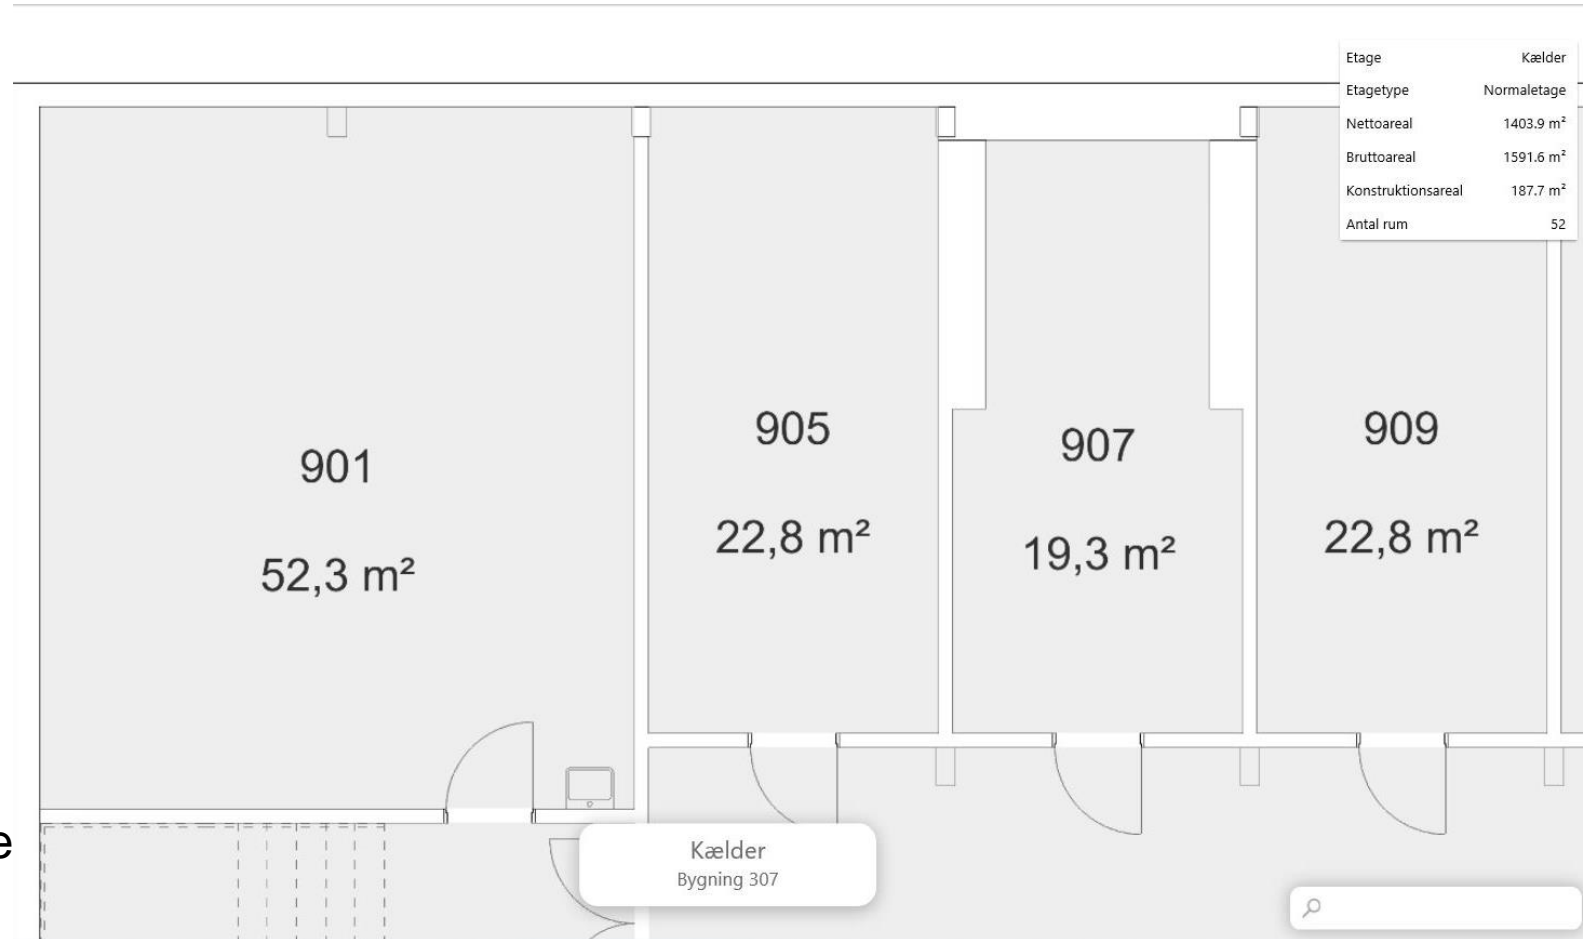 Etage Kælder
Etagetype Normaletage
Nettoareal 1403.9 m²
Bruttoareal 1591.6 m²
Konstruktionsareal 187.7 m²
Antal rum 52
901
52,3 m²
905
22,8 m²
907
19,3 m²
909
22,8 m²
e
Kælder
Bygning 307